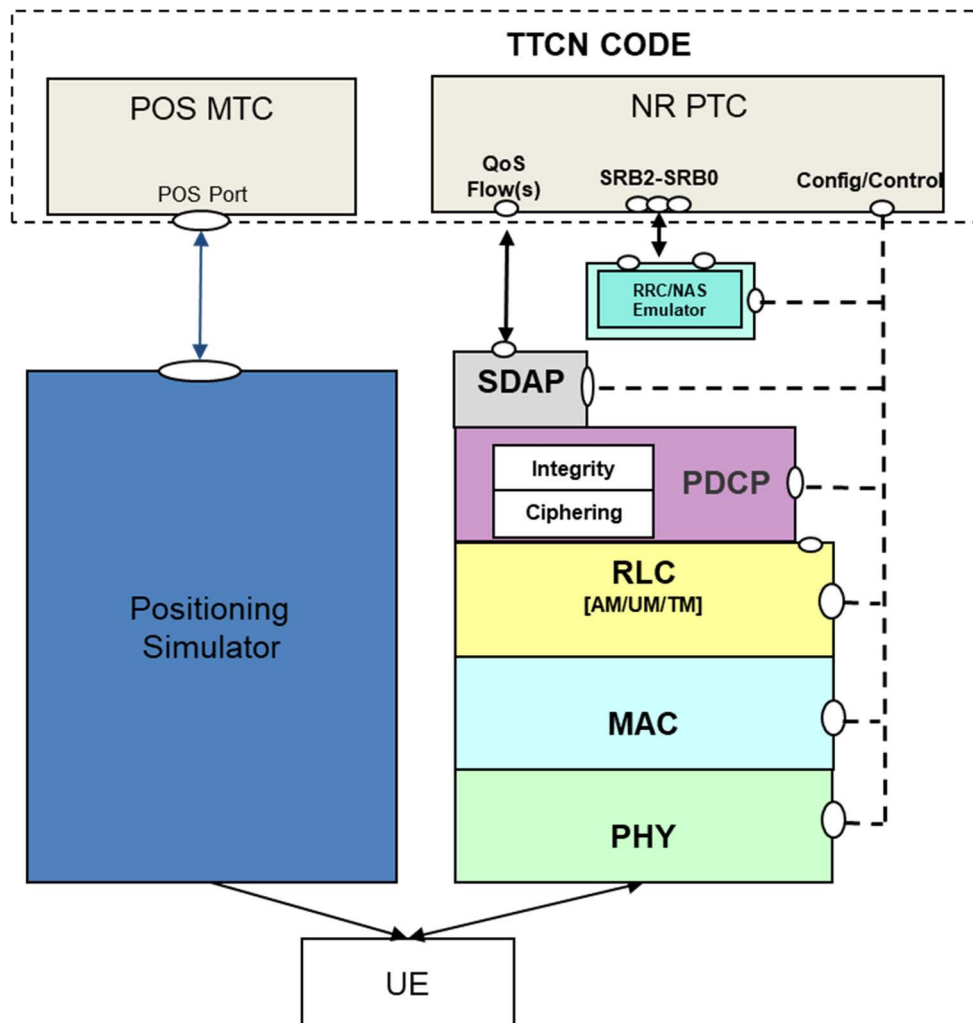 TTCN CODE
POS MTC
POS Port
NR PTC
QoS
Flow(s)
SRB2-SRB0
Config/Control
RRC/NAS
Emulator
SDAP
Integrity
Ciphering
PDCP
RLC
[AM/UM/TM]
MAC
PHY
Positioning
Simulator
UE